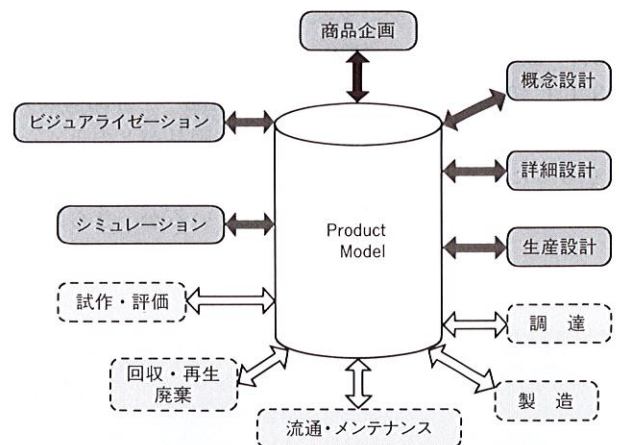 商品企画
概念設計
ビジュアライゼーション
詳細設計
シミュレーション
Product
Model
生産設計
試作・評価
調 達
回収・再生
廃棄
製 造
流通・メンテナンス